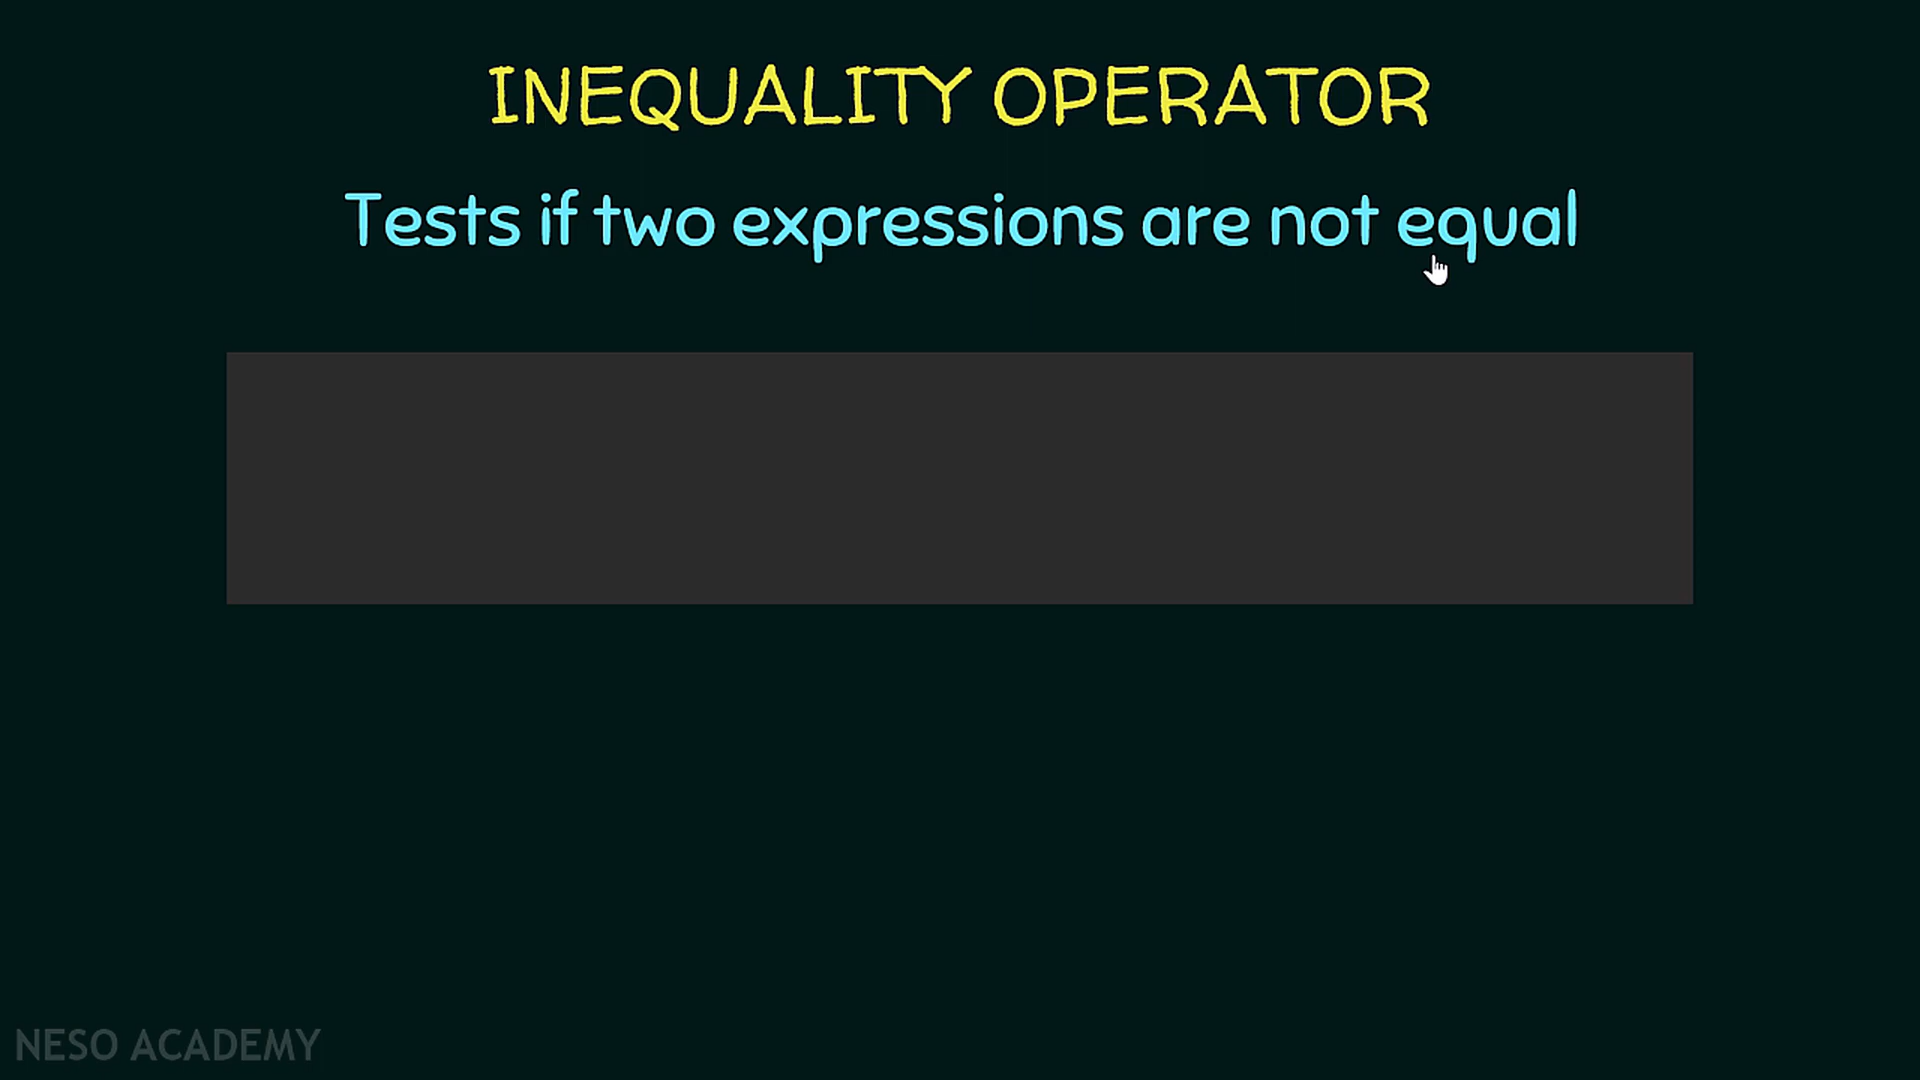 INEQUALITY OPERATOR
Tests if two expressions are not equal
NESO ACADEMY